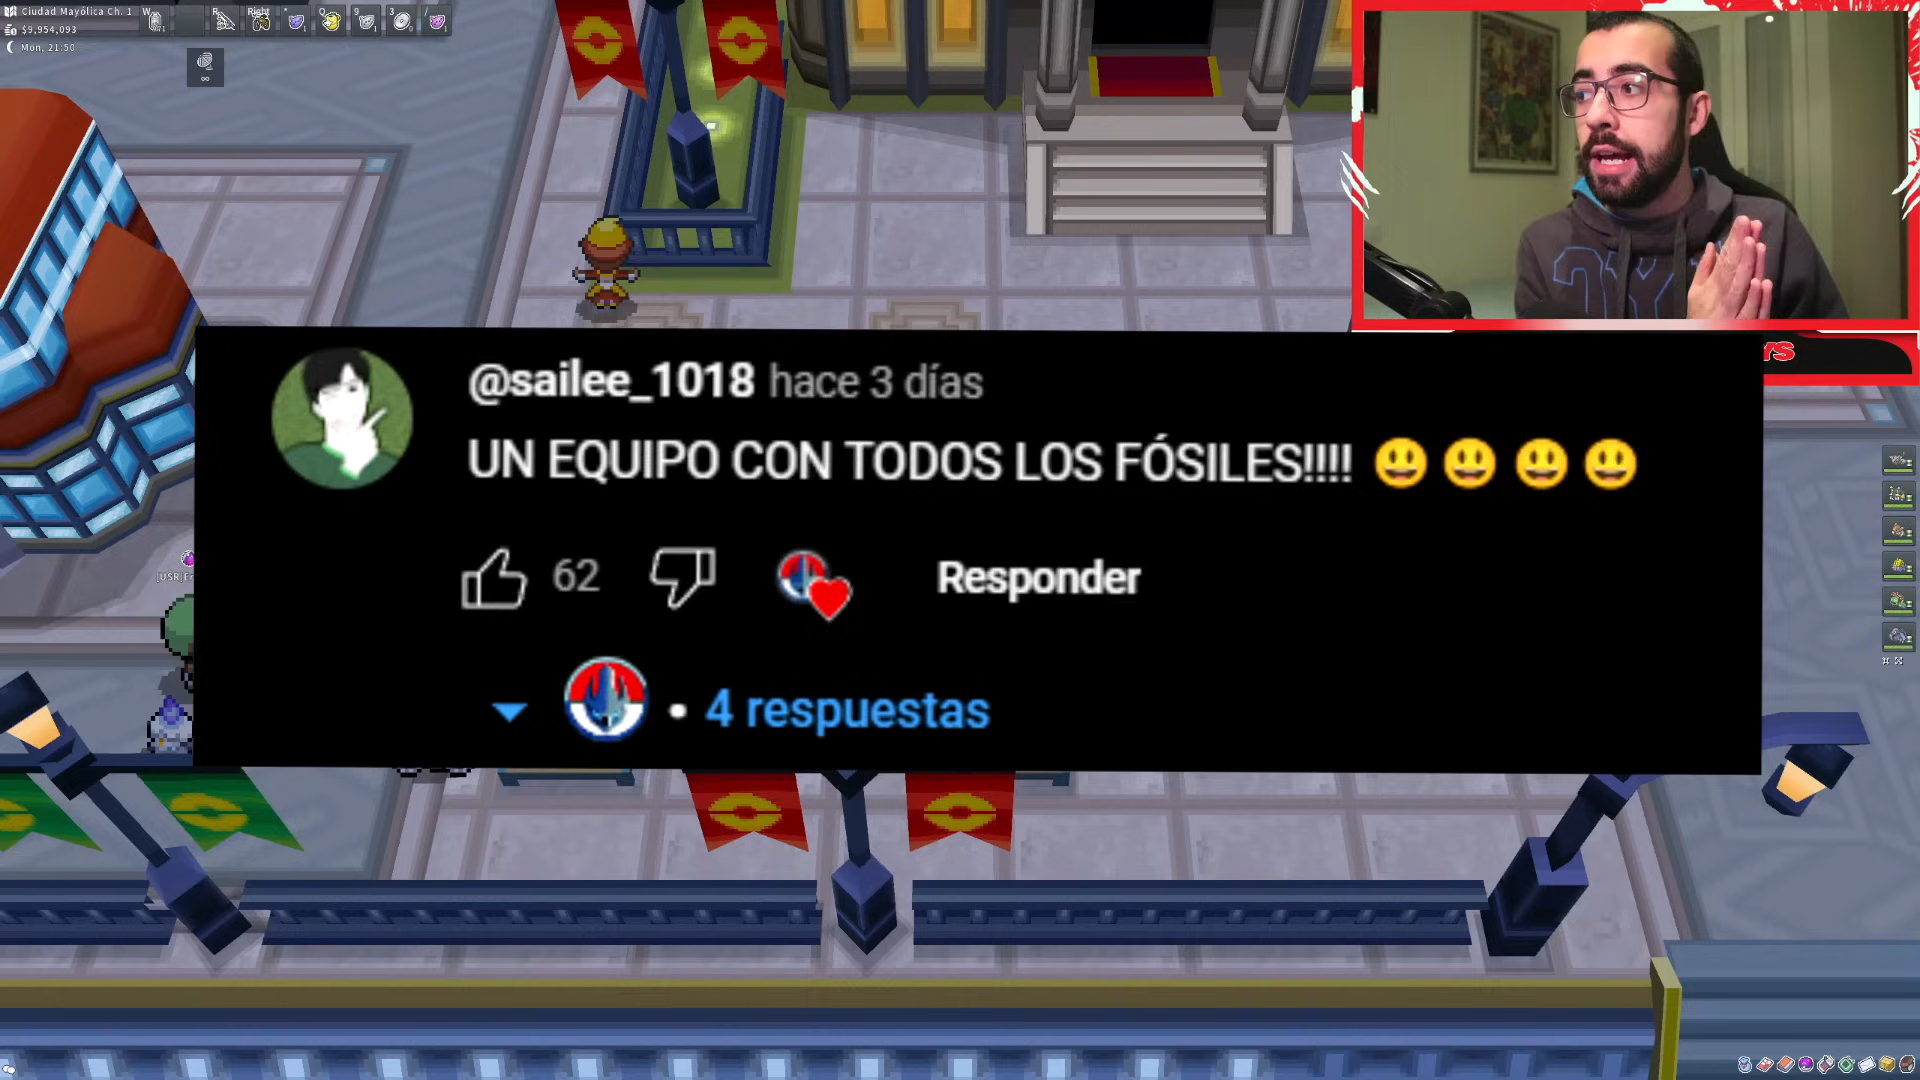 Ciudad Mayólica Ch. 1
$9,954,093
Mon, 21:50
Right
@sailee_1018 hace 3 días
UN EQUIPO CON TODOS LOS FÓSILES!!!! 😃 😃 😃 😃
62
Responder
4 respuestas